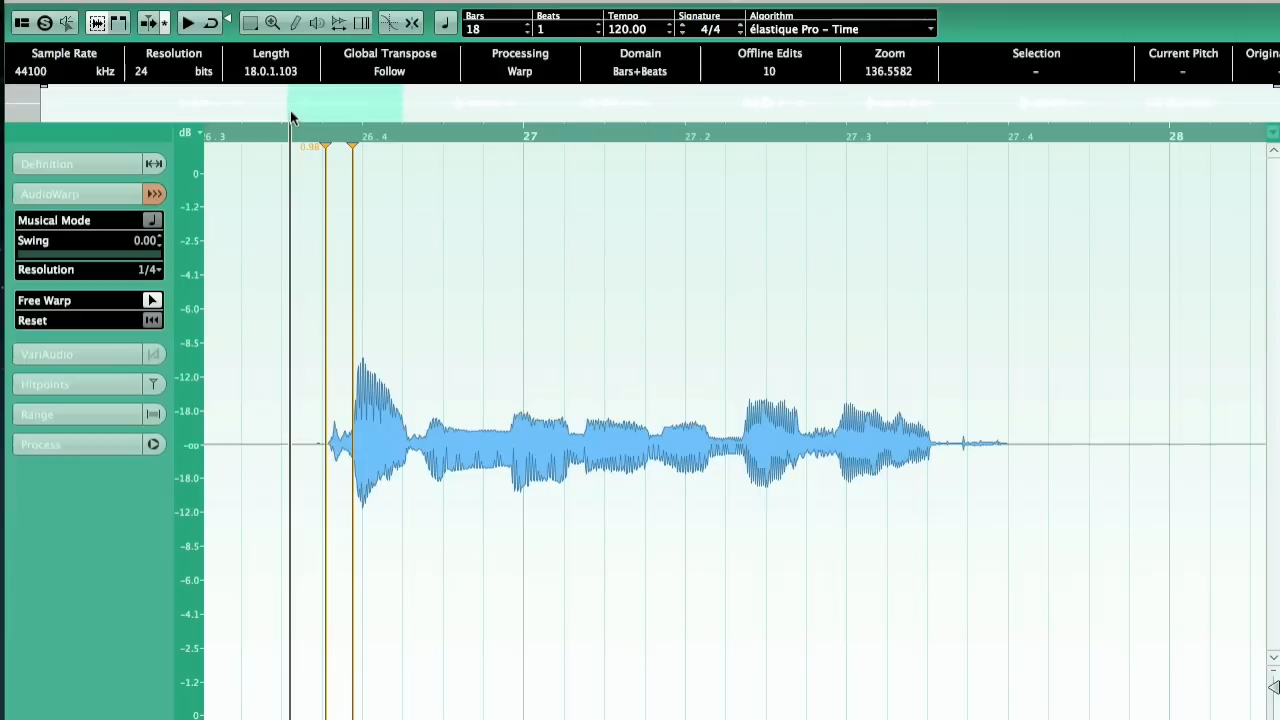 Bars Beats Tempo Signature Algorithm
18 1 120.00 4/4 élastique Pro - Time
Sample Rate Resolution Length Global Transpose Processing Domain Offline Edits Zoom Selection Current Pitch Origin
44100 kHz 24 bits 18.0.1.103 Follow Warp Bars+Beats 10 136.5582 - -
dB 26.3 26.4 27 27.2 27.3 27.4 28
0.98
Definition
AudioWarp
Musical Mode
Swing 0.00
Resolution 1/4
Free Warp
Reset
VariAudio
Hitpoints
Range
Process
0
-1.2
-2.5
-4.1
-6.0
-8.5
-12.0
-18.0
-oo
-18.0
-12.0
-8.5
-6.0
-4.1
-2.5
-1.2
0